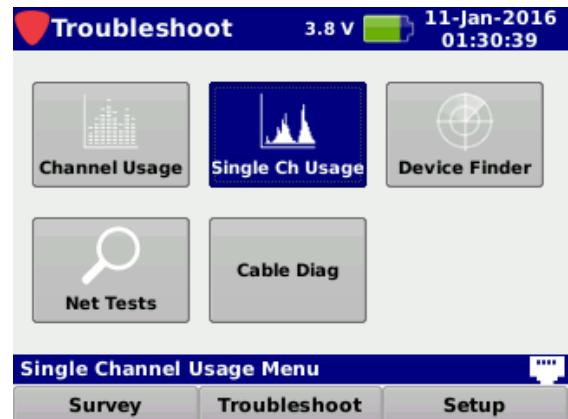 Troubleshoot 3.8 V 11-Jan-2016
01:30:39
Channel Usage Single Ch Usage Device Finder
Net Tests Cable Diag
Single Channel Usage Menu
Survey Troubleshoot Setup